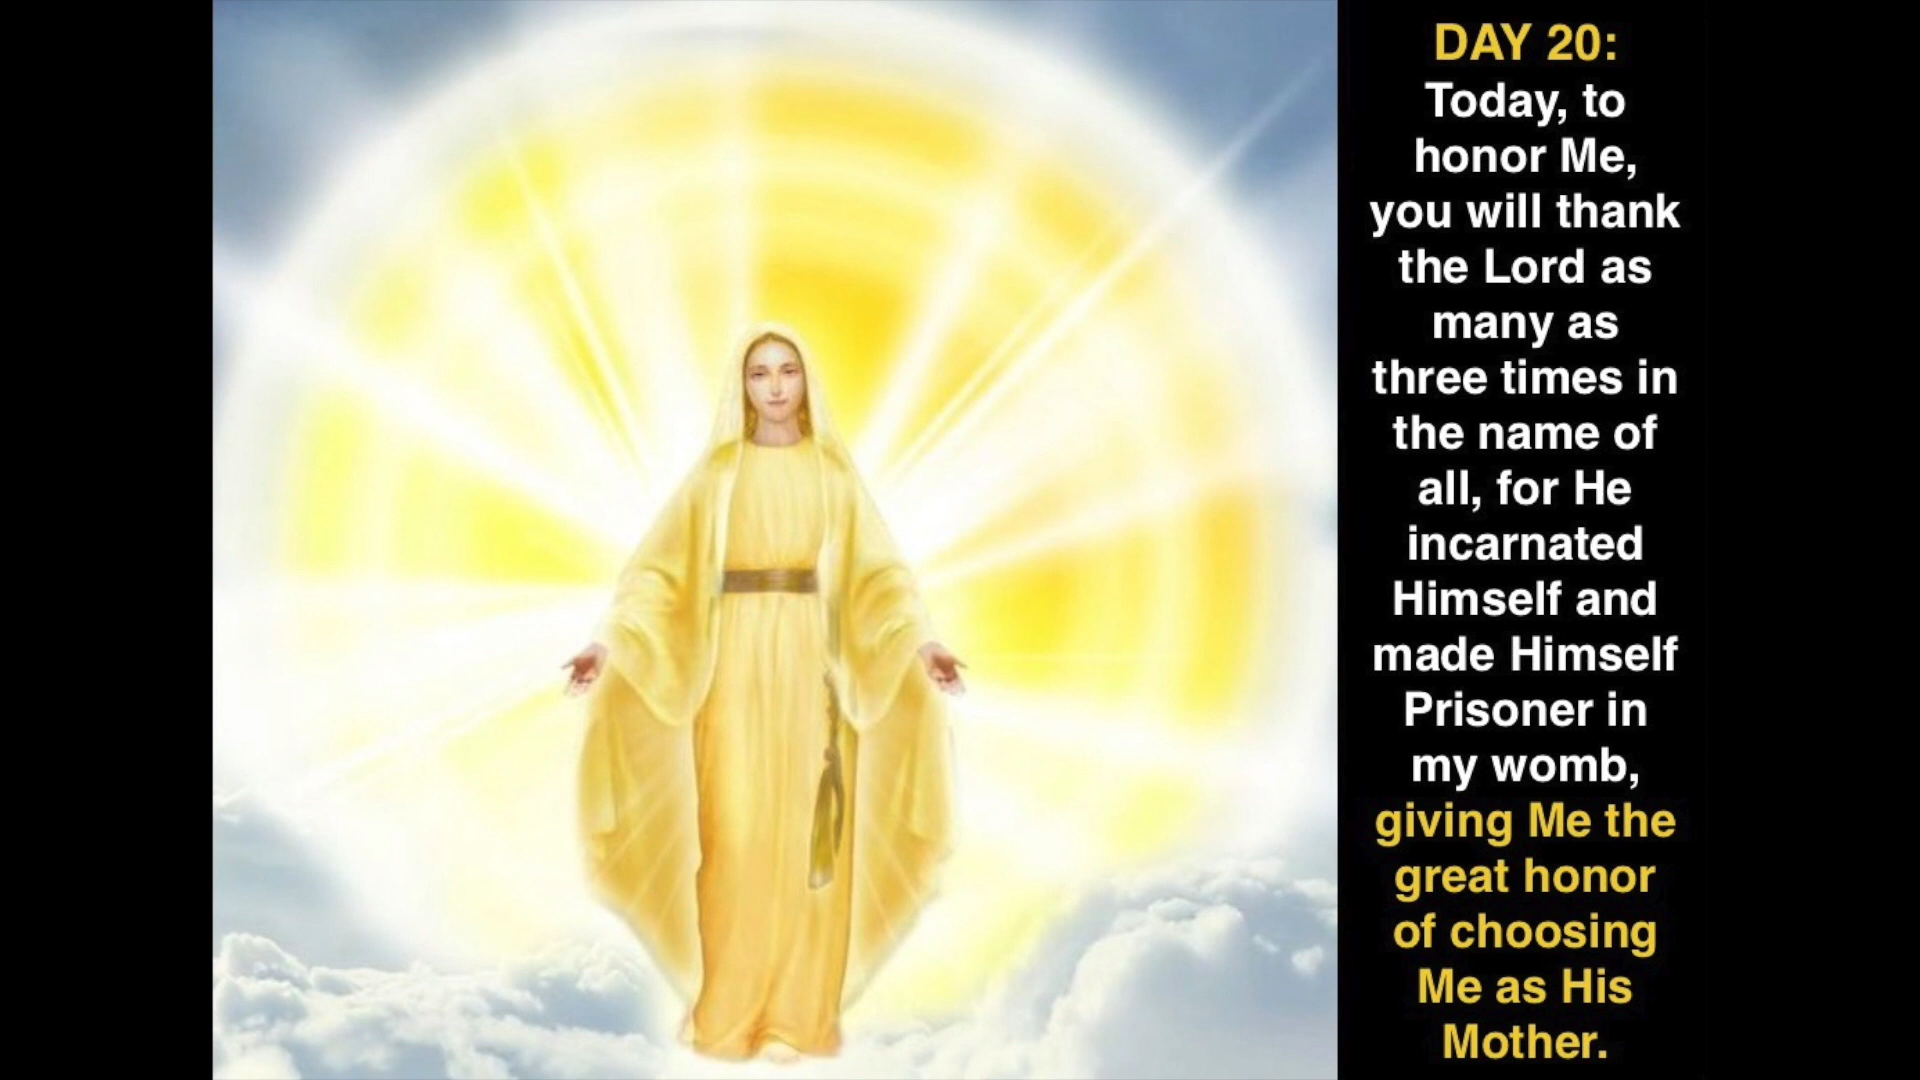 DAY 20:
Today, to
honor Me,
you will thank
the Lord as
many as
three times in
the name of
all, for He
incarnated
Himself and
made Himself
Prisoner in
my womb,
giving Me the
great honor
of choosing
Me as His
Mother.